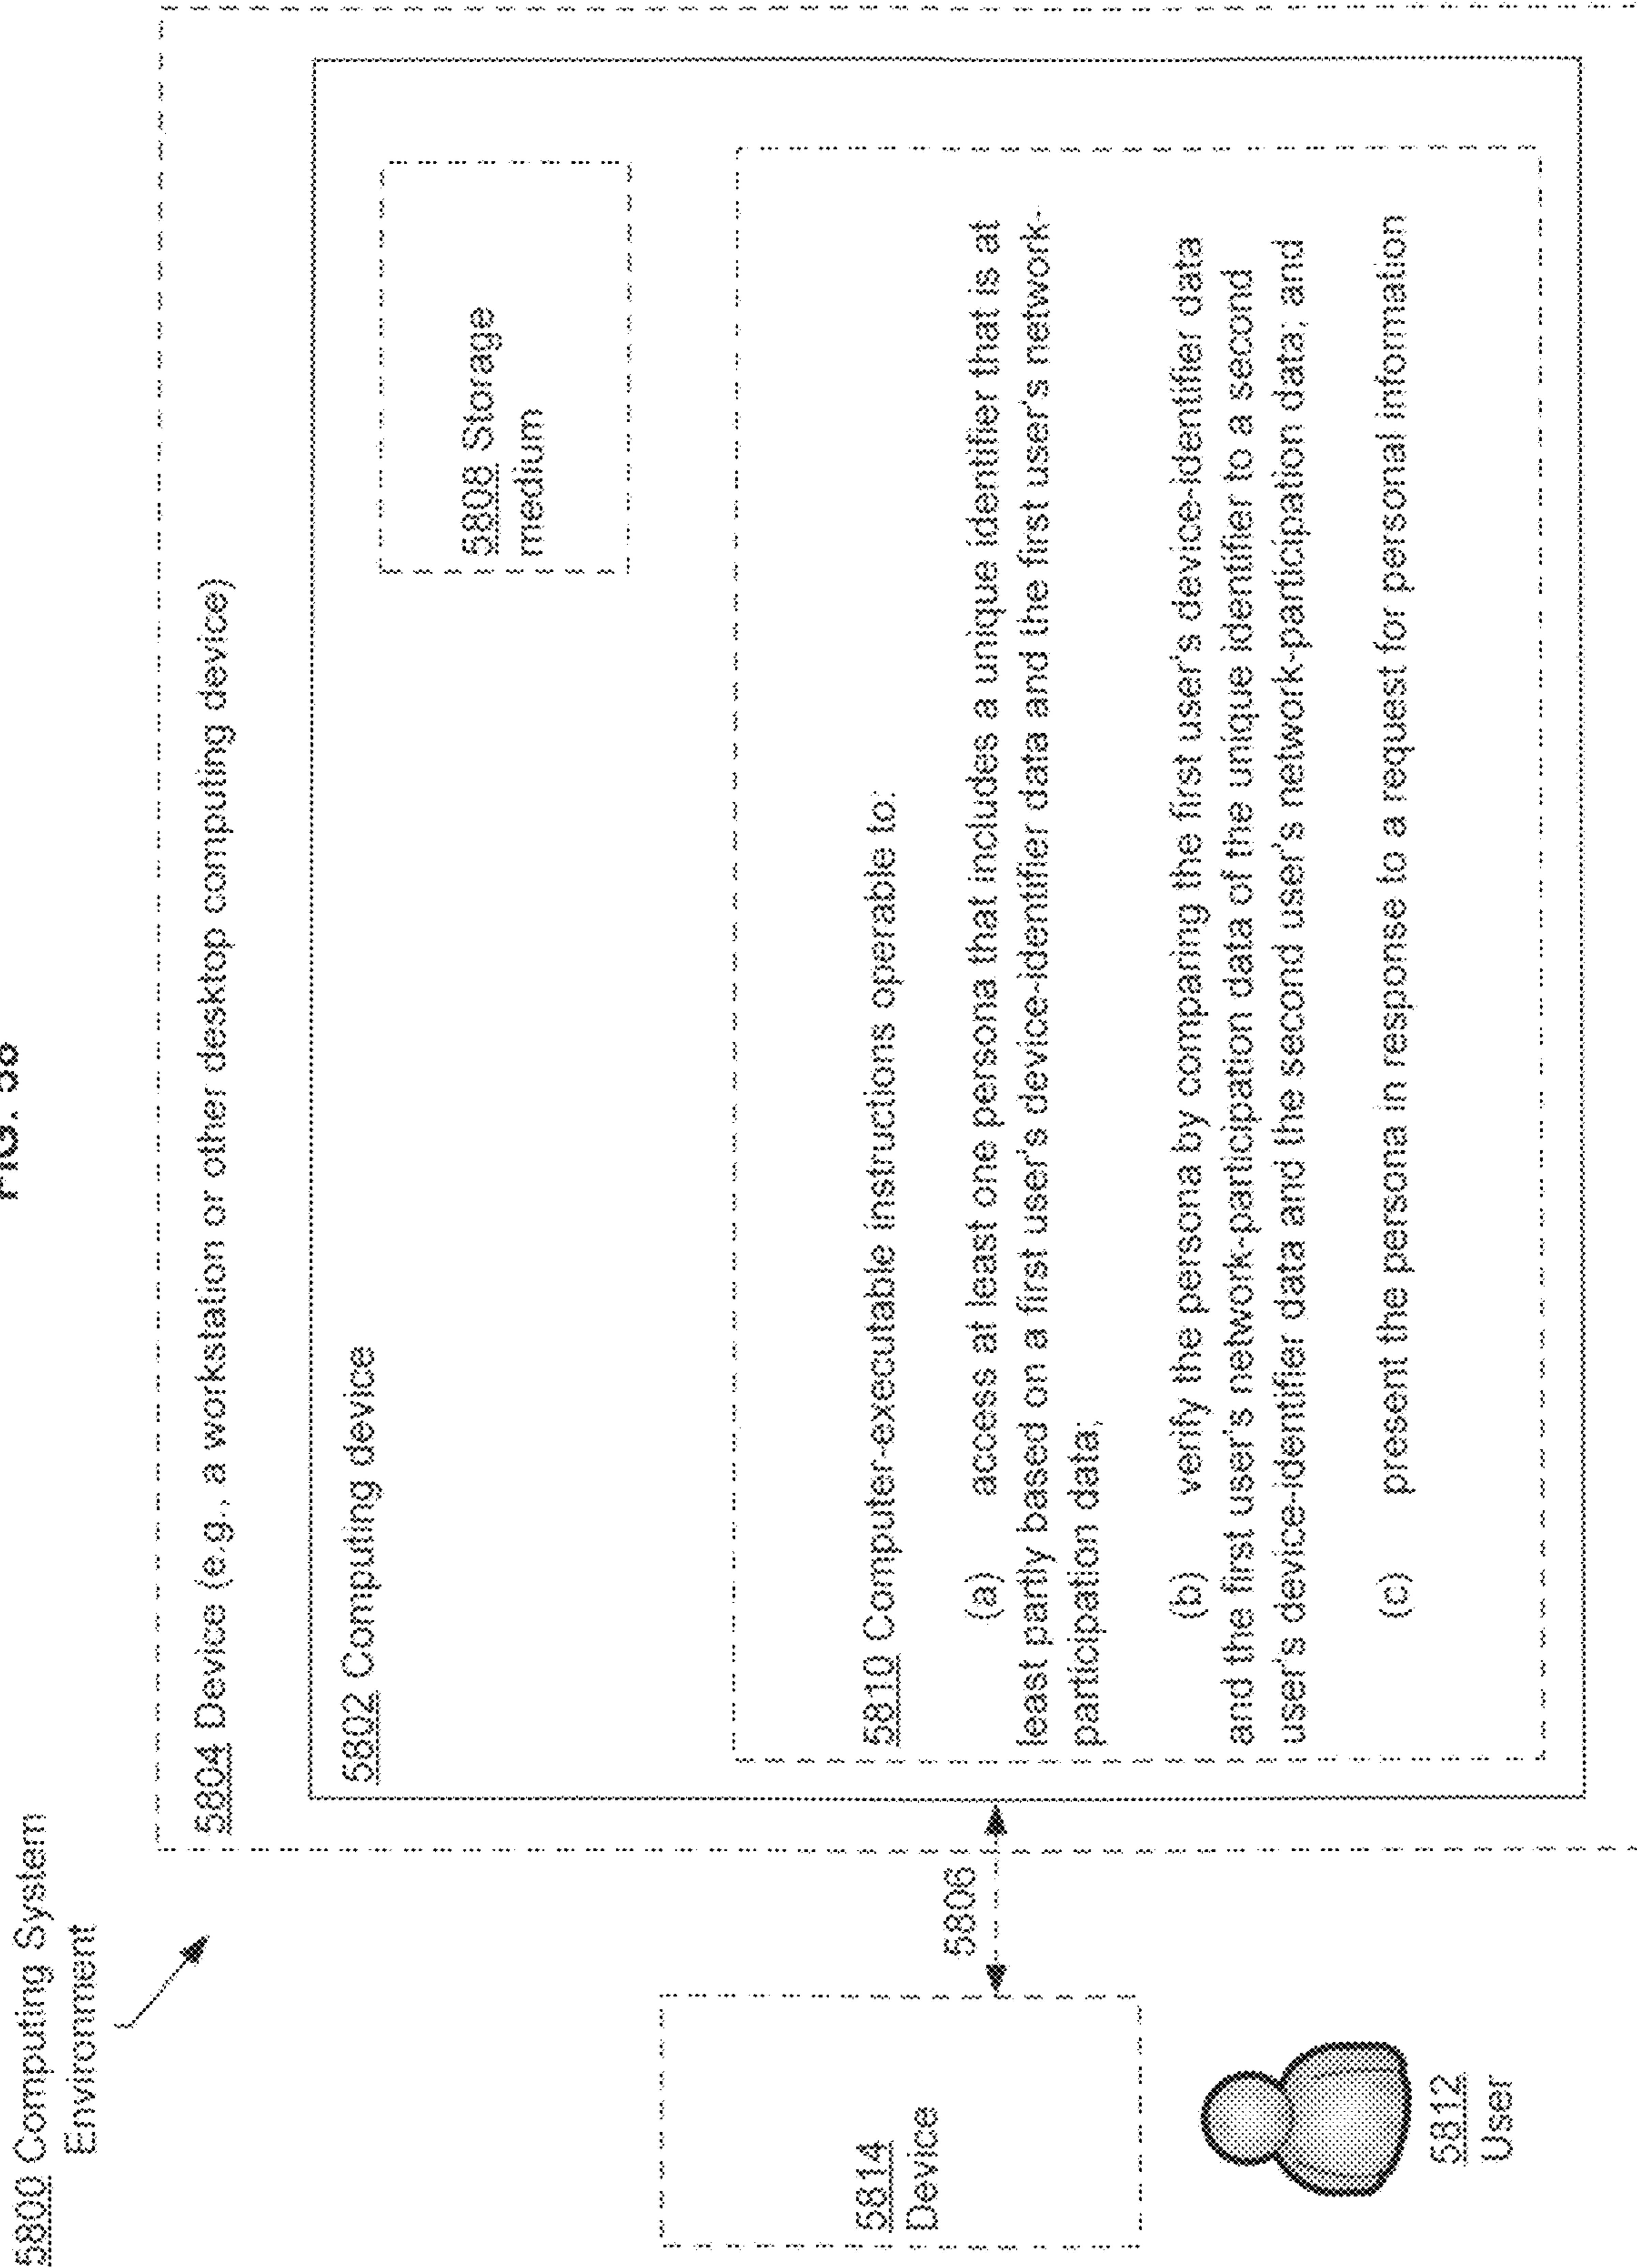 FIG. 58
5800 Computing System
Environment
5804 Device (e.g., a workstation or other desktop computing device)
5802 Computing device
5808 Storage
medium
5810 Computer-executable instructions operable to:
(a) access at least one persona that includes a unique identifier that is at
least partly based on a first user's device-identifier data and the first user's network-
participation data;
(b) verify the persona by comparing the first user's device-identifier data
and the first user's network-participation data of the unique identifier to a second
user's device-identifier data and the second user's network-participation data; and
(c) present the persona in response to a request for personal information
5806
5814
Device
5812
User